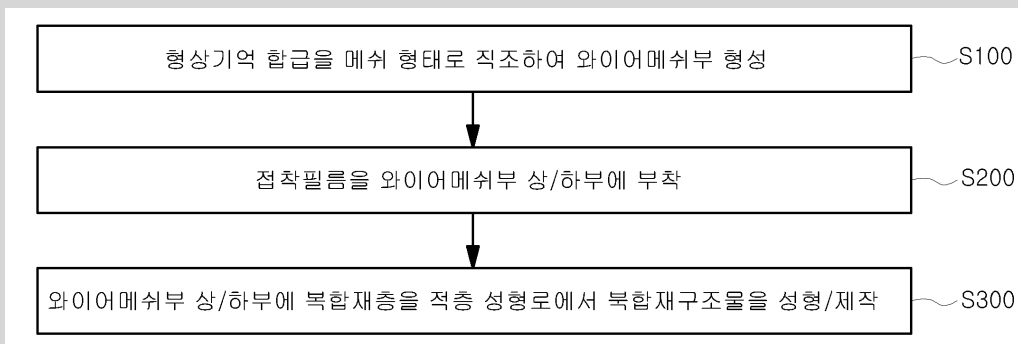 형상기억 합급을 메쉬 형태로 직조하여 와이어메쉬부 형성
S100
접착필름을 와이어메쉬부 상/하부에 부착
S200
와이어메쉬부 상/하부에 복합재층을 적층 성형로에서 북합재구조물을 성형/제작
S300